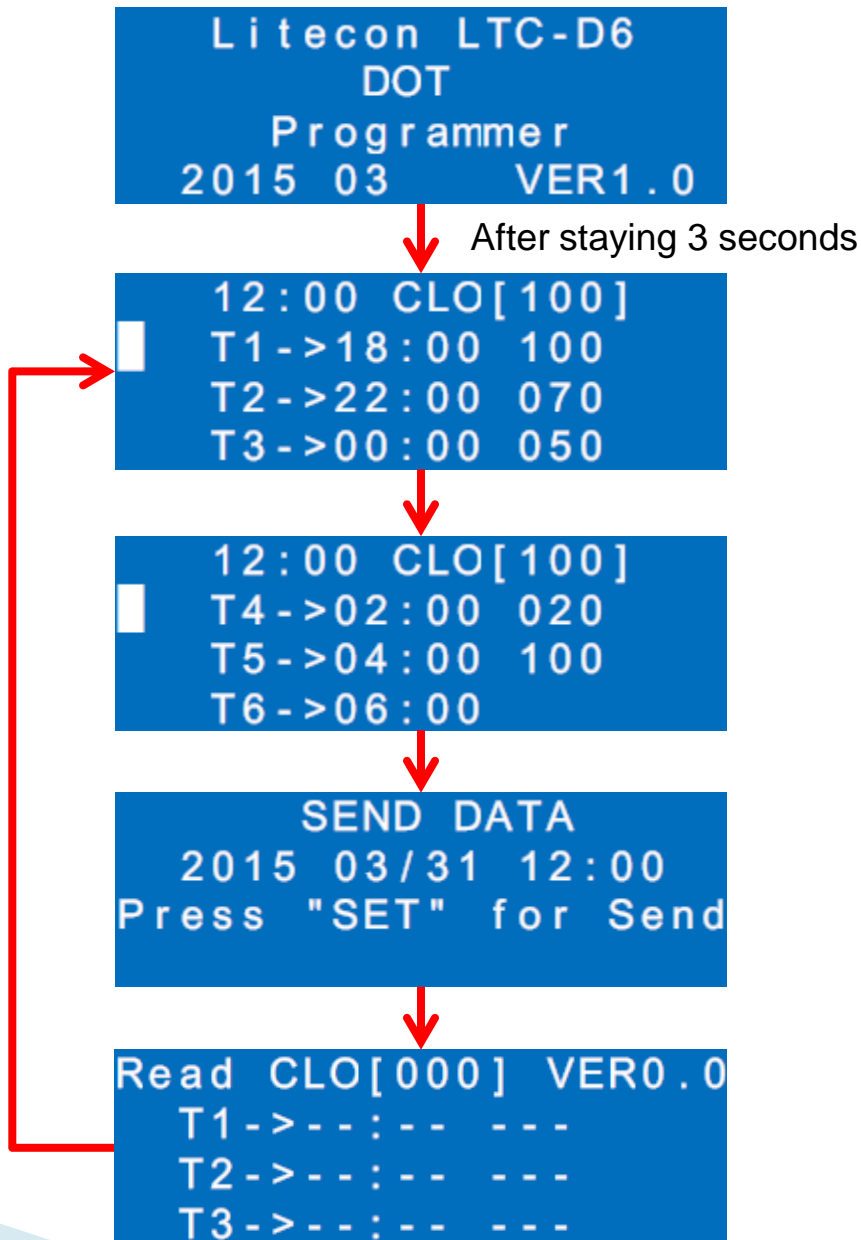 Litecon LTC-D6
DOT
Programmer
2015 03 VER1.0
After staying 3 seconds
12:00 CLO[100]
T1->18:00 100
T2->22:00 070
T3->00:00 050
12:00 CLO[100]
T4->02:00 020
T5->04:00 100
T6->06:00
SEND DATA
2015 03/31 12:00
Press "SET" for Send
Read CLO[000] VER0.0
T1->--:-- ---
T2->--:-- ---
T3->--:-- ---